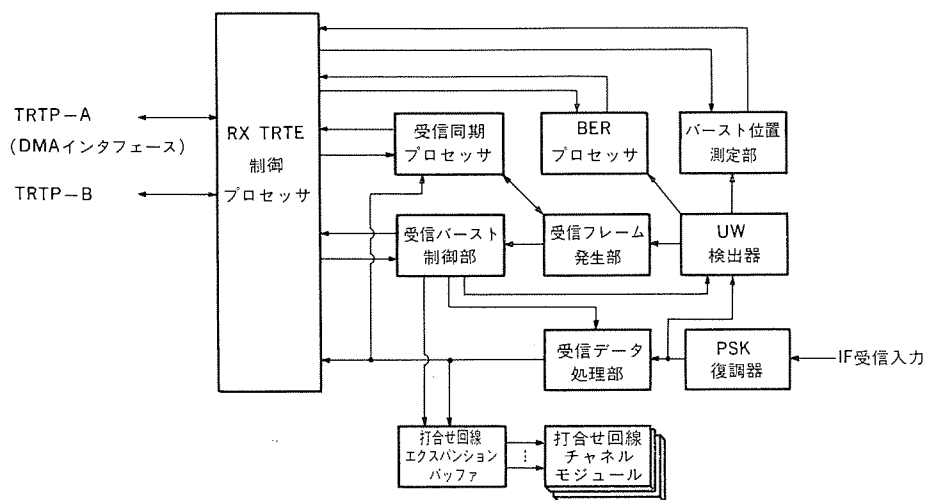 TRTP-A
(DMAインタフェース)
TRTP-B
RX TRTE
制御
プロセッサ
受信同期
プロセッサ
BER
プロセッサ
バースト位置
測定部
受信バースト
制御部
受信フレーム
発生部
UW
検出器
受信データ
処理部
PSK
復調器
IF受信入力
打合せ回線
エクスパンション
バッファ
打合せ回線
チャネル
モジュール